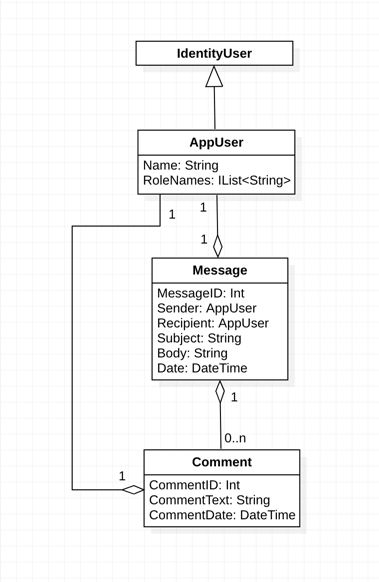 IdentityUser
AppUser
Name: String
RoleNames: IList<String>
1
1
1
Message
MessageID: Int
Sender: AppUser
Recipient: AppUser
Subject: String
Body: String
Date: DateTime
1
0..n
1
Comment
CommentID: Int
CommentText: String
CommentDate: DateTime